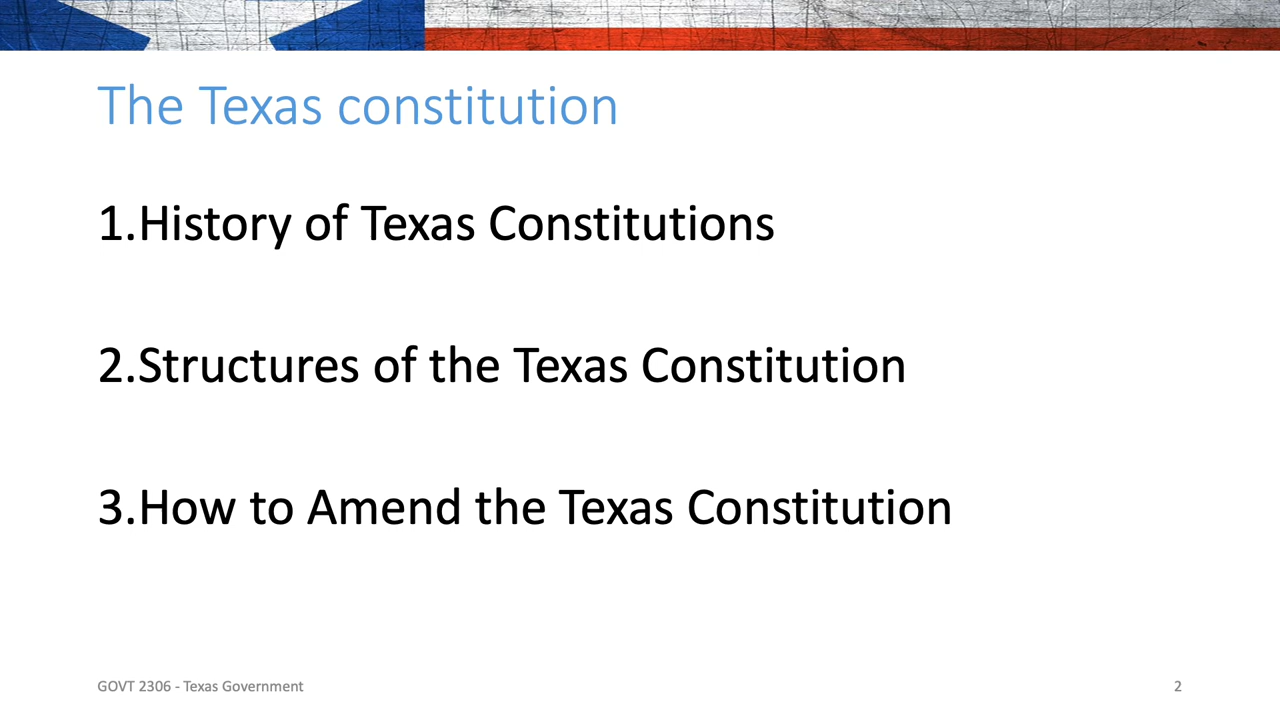 The Texas constitution
1.History of Texas Constitutions
2.Structures of the Texas Constitution
3.How to Amend the Texas Constitution
GOVT 2306 - Texas Government
2